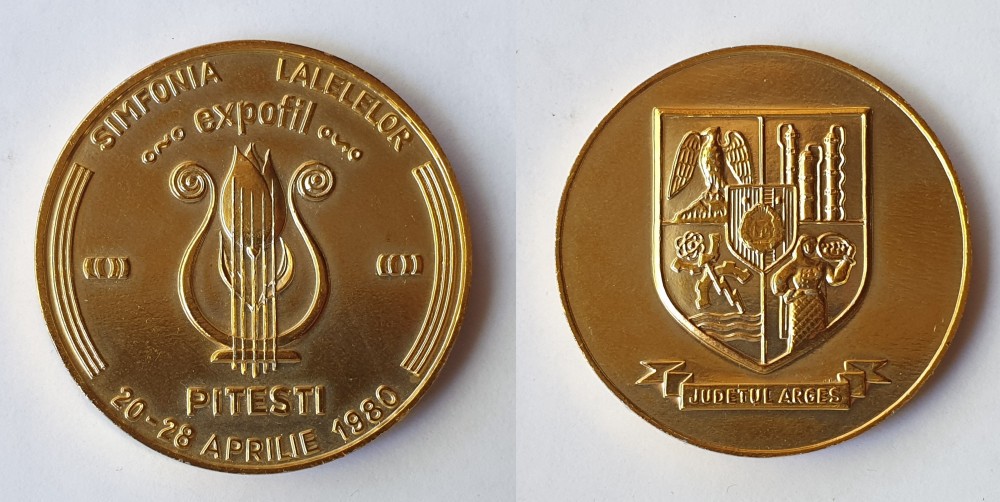 SIMFONIA LALELELOR
expofil
PITESTI
20-28 APRILIE 1980
JUDETUL ARGES